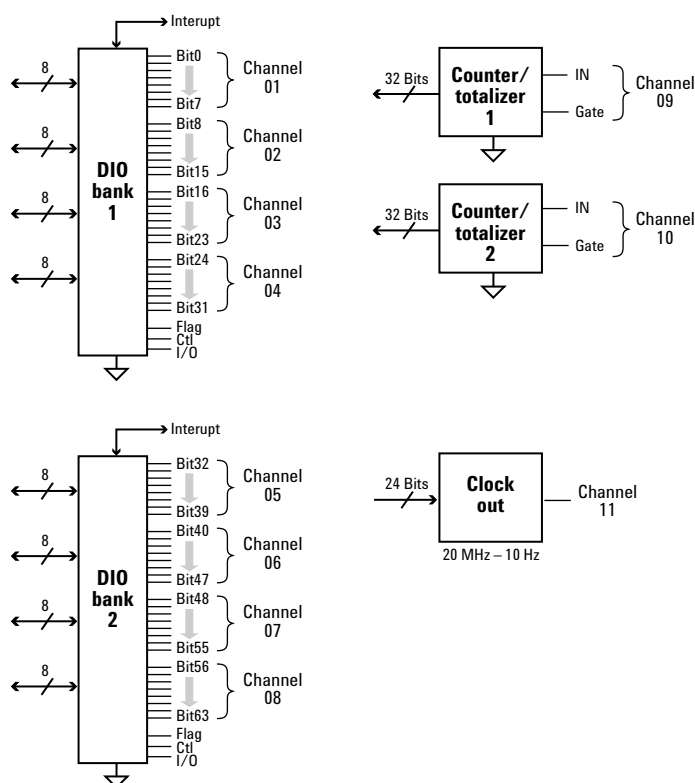 Interupt
8
8
8
8
DIO
bank
1
Bit0
Bit7
Channel
01
Bit8
Bit15
Channel
02
Bit16
Bit23
Channel
03
Bit24
Bit31
Channel
04
Flag
Ctl
I/O
32 Bits
Counter/
totalizer
1
IN
Gate
Channel
09
32 Bits
Counter/
totalizer
2
IN
Gate
Channel
10
Interupt
8
8
8
8
DIO
bank
2
Bit32
Bit39
Channel
05
Bit40
Bit47
Channel
06
Bit48
Bit55
Channel
07
Bit56
Bit63
Channel
08
Flag
Ctl
I/O
24 Bits
Clock
out
Channel
11
20 MHz – 10 Hz